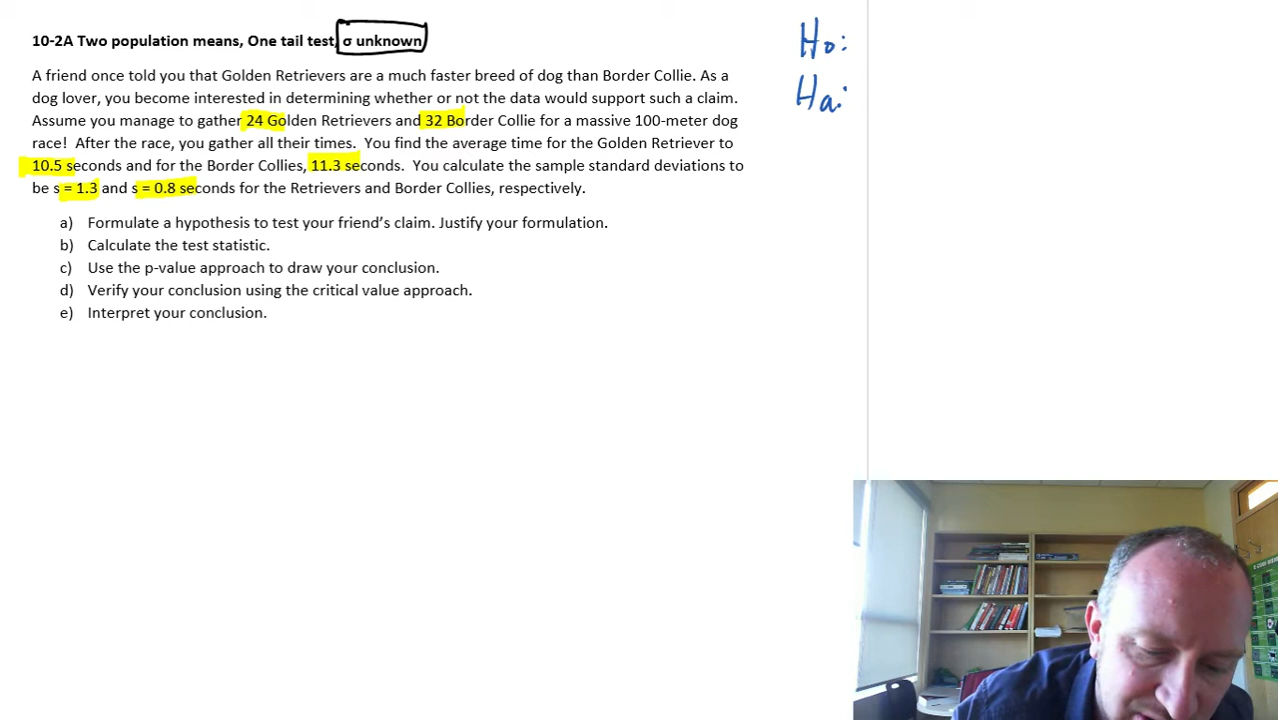 10-2A Two population means, One tail test, σ unknown
A friend once told you that Golden Retrievers are a much faster breed of dog than Border Collie. As a
dog lover, you become interested in determining whether or not the data would support such a claim.
Assume you manage to gather 24 Golden Retrievers and 32 Border Collie for a massive 100-meter dog
race!  After the race, you gather all their times.  You find the average time for the Golden Retriever to
10.5 seconds and for the Border Collies, 11.3 seconds.  You calculate the sample standard deviations to
be s = 1.3 and s = 0.8 seconds for the Retrievers and Border Collies, respectively.
a) Formulate a hypothesis to test your friend's claim. Justify your formulation.
b) Calculate the test statistic.
c) Use the p-value approach to draw your conclusion.
d) Verify your conclusion using the critical value approach.
e) Interpret your conclusion.
Ho:
Ha: